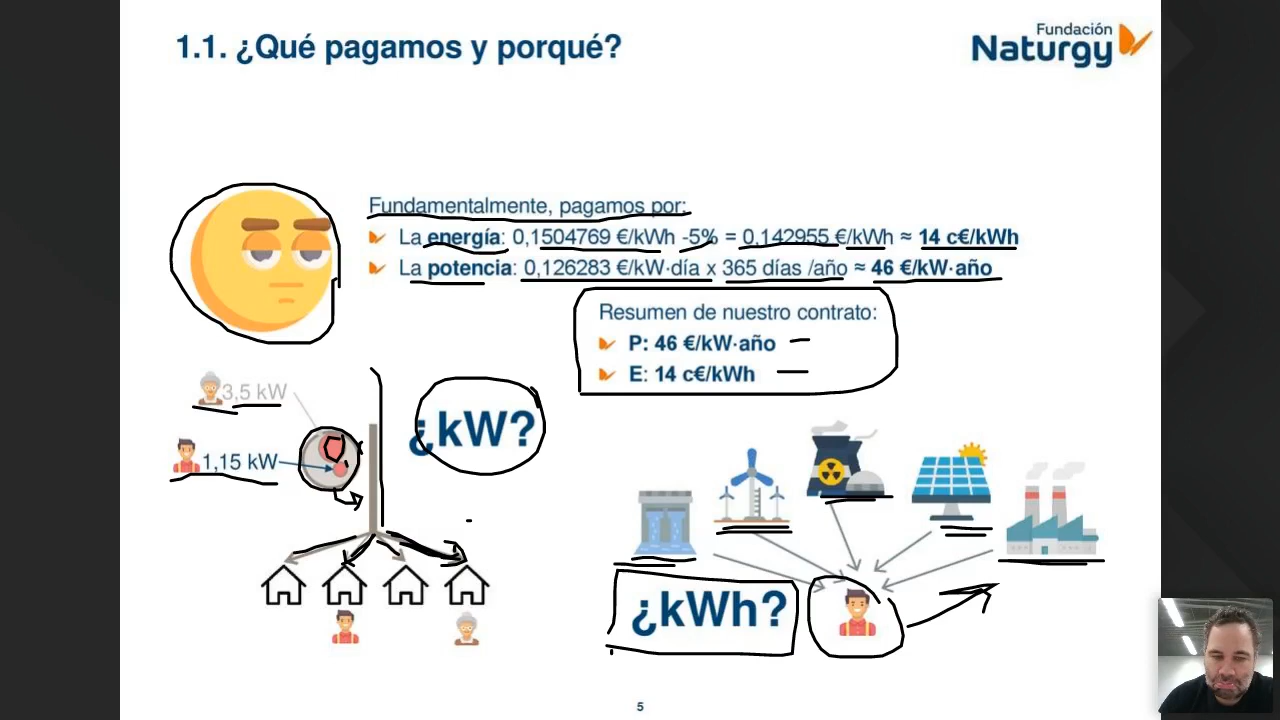 1.1. ¿Qué pagamos y porqué?
Fundación
Naturgy
Fundamentalmente, pagamos por:
La energía: 0,1504769 €/kWh -5% = 0,142955 €/kWh ≈ 14 c€/kWh
La potencia: 0,126283 €/kW·día x 365 días /año ≈ 46 €/kW·año
Resumen de nuestro contrato:
P: 46 €/kW·año
E: 14 c€/kWh
3,5 kW
1,15 kW
¿kW?
¿kWh?
5